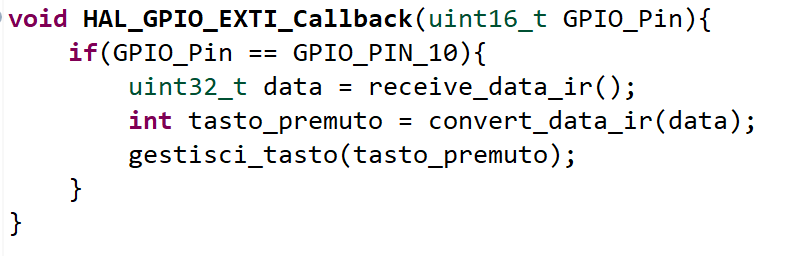 void HAL_GPIO_EXTI_Callback(uint16_t GPIO_Pin){
    if(GPIO_Pin == GPIO_PIN_10){
        uint32_t data = receive_data_ir();
        int tasto_premuto = convert_data_ir(data);
        gestisci_tasto(tasto_premuto);
    }
}